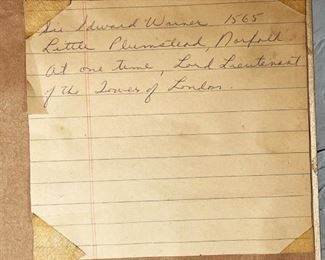 Sir Edward Warner 1565
Little Plumstead, Norfolk
At one time, Lord Lieutenant
of the Tower of London.